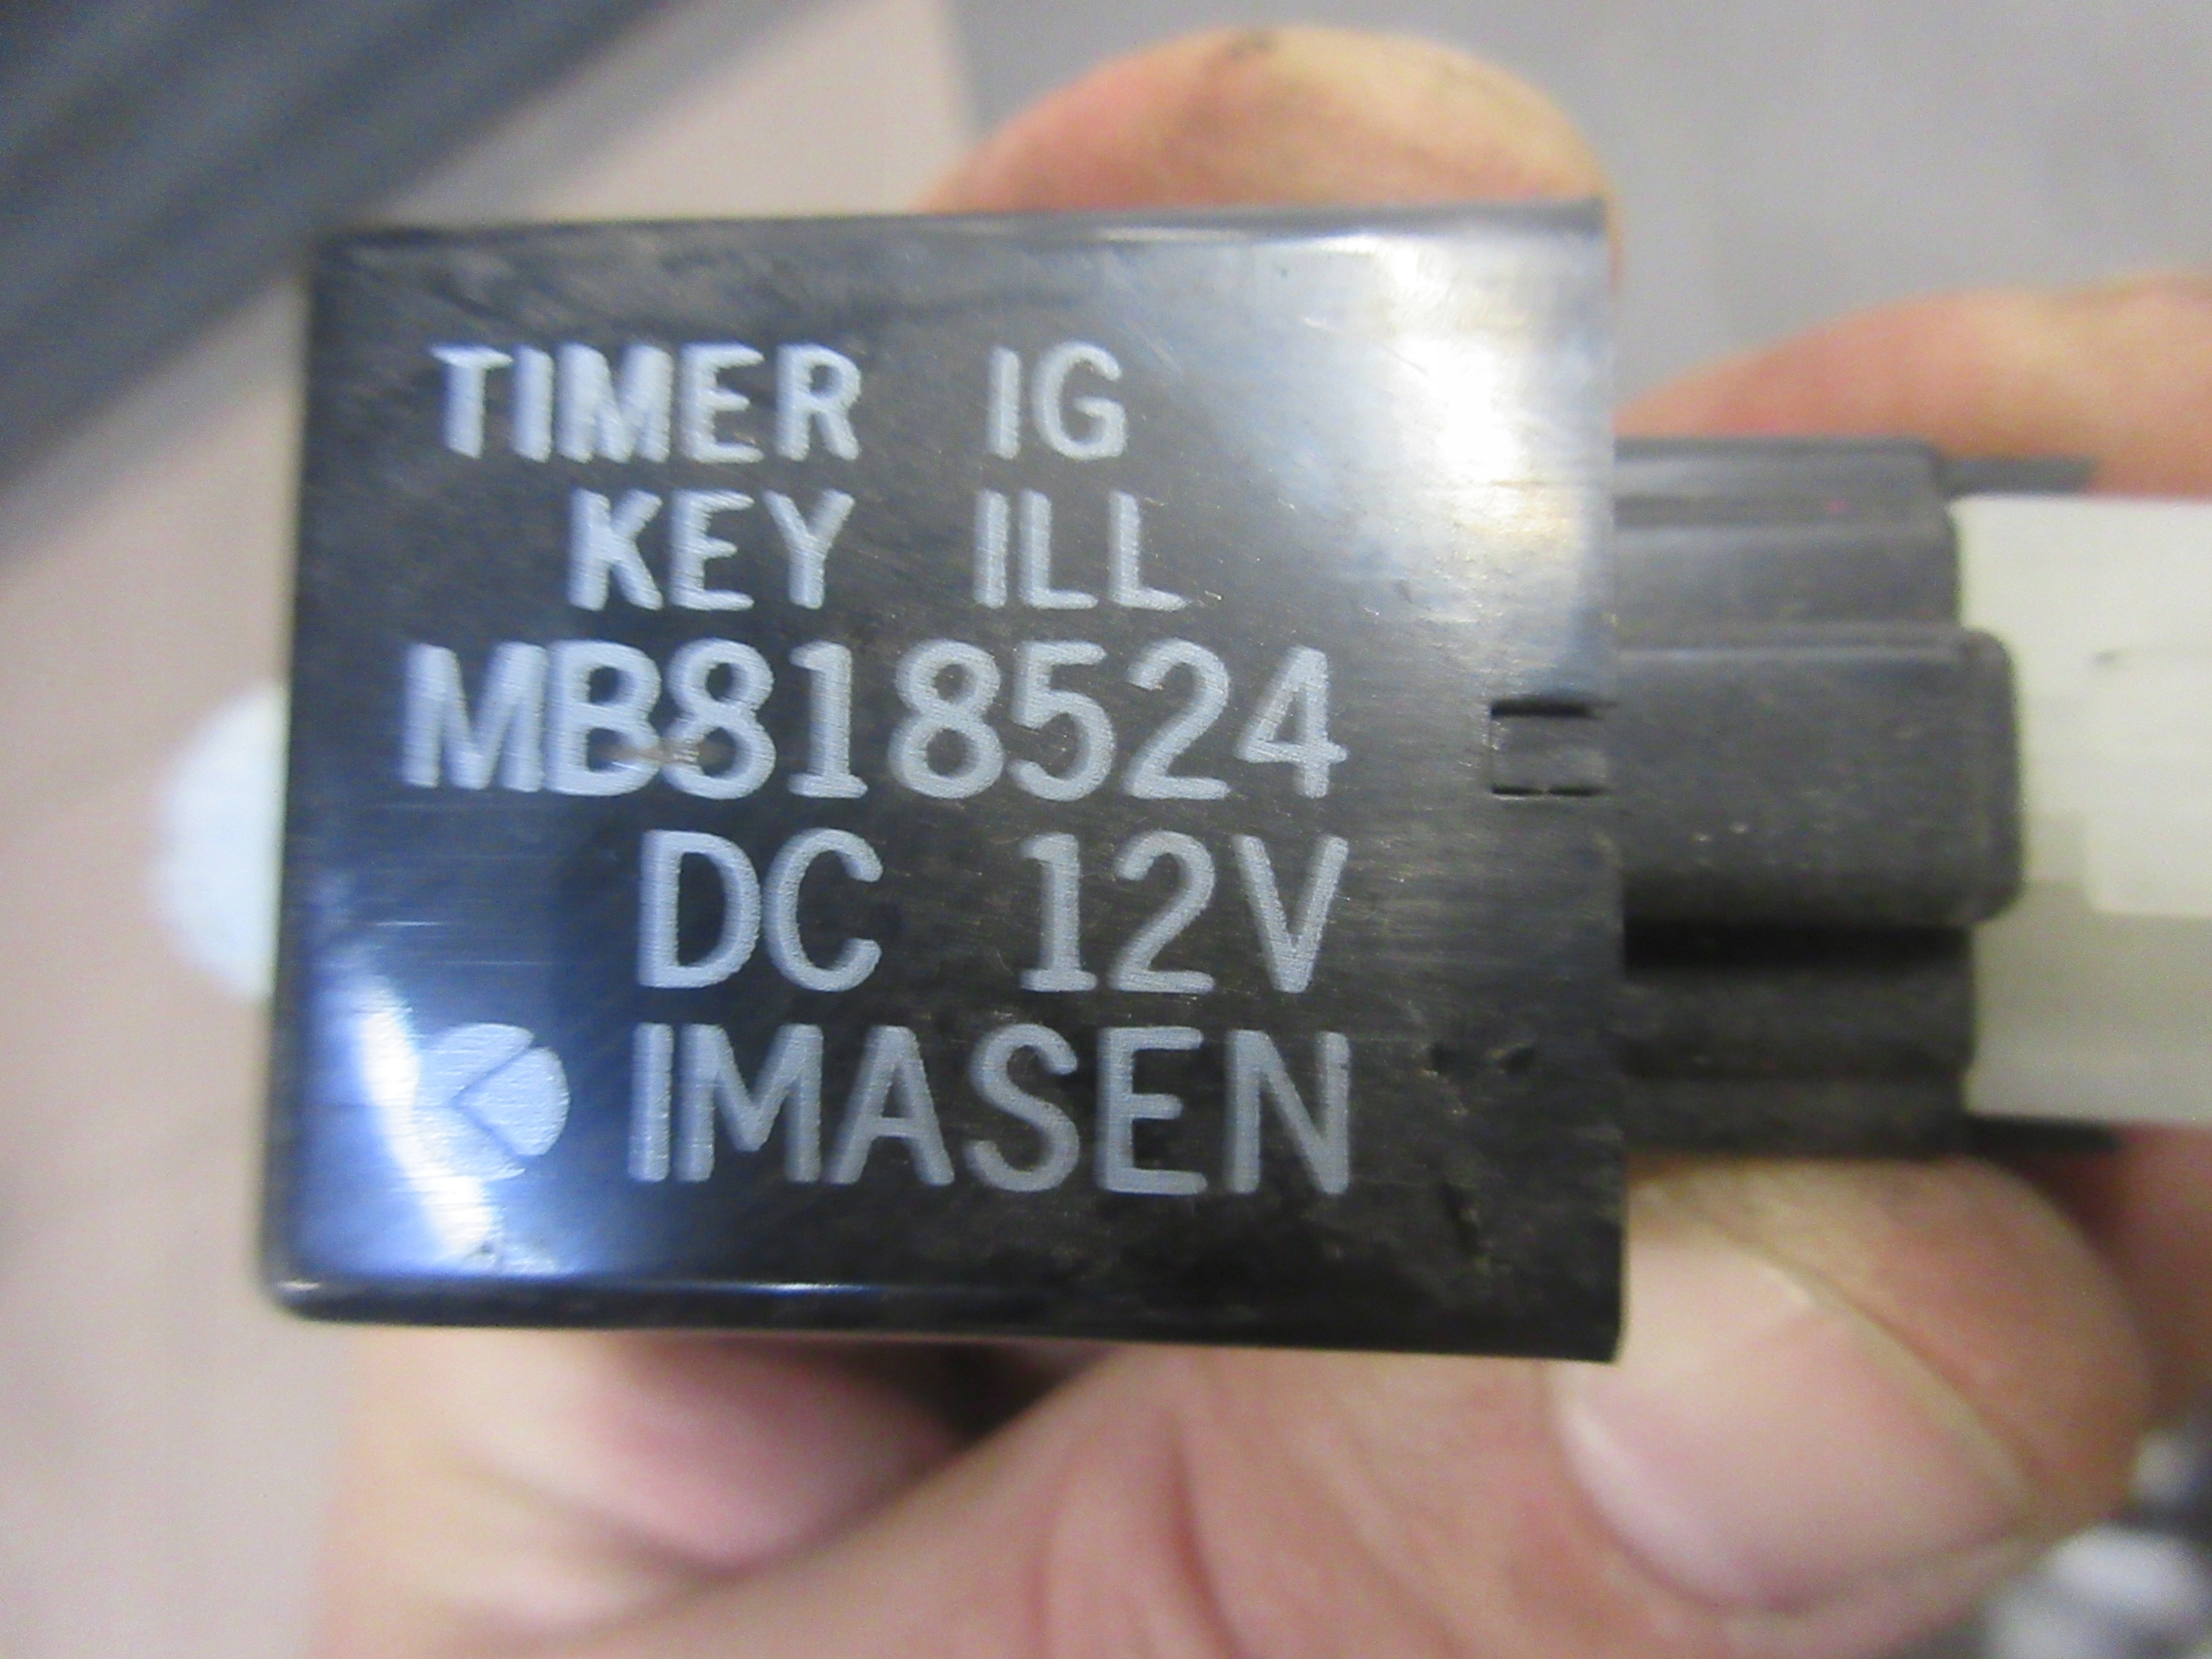 TIMER IG
KEY ILL
MB818524
DC 12V
IMASEN